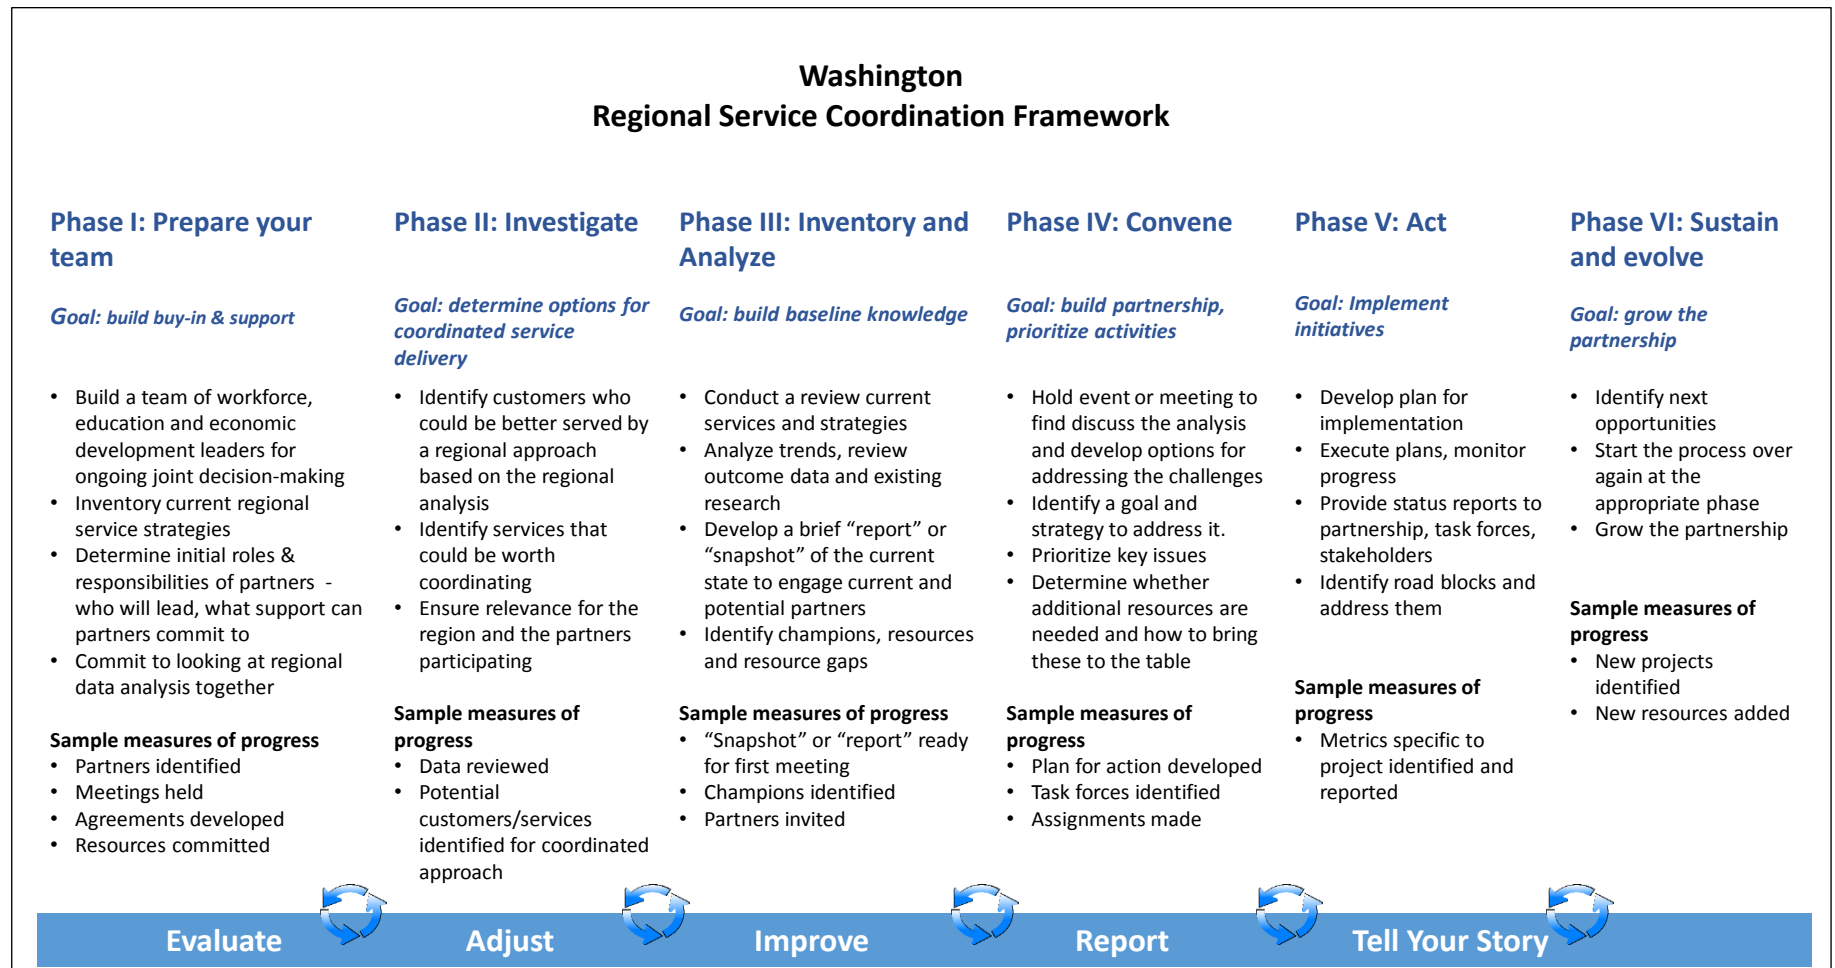 Washington
Regional Service Coordination Framework
Phase I: Prepare your
team
Goal: build buy-in & support
• Build a team of workforce,
education and economic
development leaders for
ongoing joint decision-making
• Inventory current regional
service strategies
• Determine initial roles &
responsibilities of partners -
who will lead, what support can
partners commit to
• Commit to looking at regional
data analysis together
Sample measures of progress
• Partners identified
• Meetings held
• Agreements developed
• Resources committed
Phase II: Investigate
Goal: determine options for
coordinated service
delivery
• Identify customers who
could be better served by
a regional approach
based on the regional
analysis
• Identify services that
could be worth
coordinating
• Ensure relevance for the
region and the partners
participating
Sample measures of
progress
• Data reviewed
• Potential
customers/services
identified for coordinated
approach
Phase III: Inventory and
Analyze
Goal: build baseline knowledge
• Conduct a review current
services and strategies
• Analyze trends, review
outcome data and existing
research
• Develop a brief “report” or
“snapshot” of the current
state to engage current and
potential partners
• Identify champions, resources
and resource gaps
Sample measures of progress
• “Snapshot” or “report” ready
for first meeting
• Champions identified
• Partners invited
Phase IV: Convene
Goal: build partnership,
prioritize activities
• Hold event or meeting to
find discuss the analysis
and develop options for
addressing the challenges
• Identify a goal and
strategy to address it.
• Prioritize key issues
• Determine whether
additional resources are
needed and how to bring
these to the table
Sample measures of
progress
• Plan for action developed
• Task forces identified
• Assignments made
Phase V: Act
Goal: Implement
initiatives
• Develop plan for
implementation
• Execute plans, monitor
progress
• Provide status reports to
partnership, task forces,
stakeholders
• Identify road blocks and
address them
Sample measures of
progress
• Metrics specific to
project identified and
reported
Phase VI: Sustain
and evolve
Goal: grow the
partnership
• Identify next
opportunities
• Start the process over
again at the
appropriate phase
• Grow the partnership
Sample measures of
progress
• New projects
identified
• New resources added
Evaluate Adjust Improve Report Tell Your Story